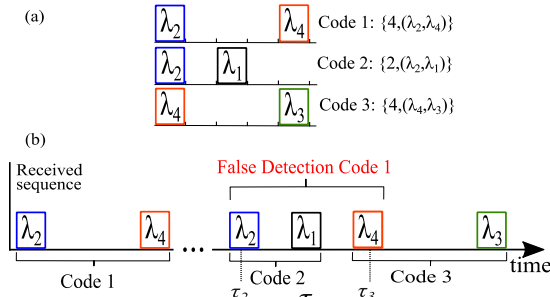 (a)
λ₂ λ₄ Code 1: {4,(λ₂,λ₄)}
λ₂ λ₁ Code 2: {2,(λ₂,λ₁)}
λ₄ λ₃ Code 3: {4,(λ₄,λ₃)}
(b)
False Detection Code 1
Received
sequence
λ₂ λ₄ ... λ₂ λ₁ λ₄ λ₃
Code 1 Code 2 Code 3 time
τ₂ τ₃